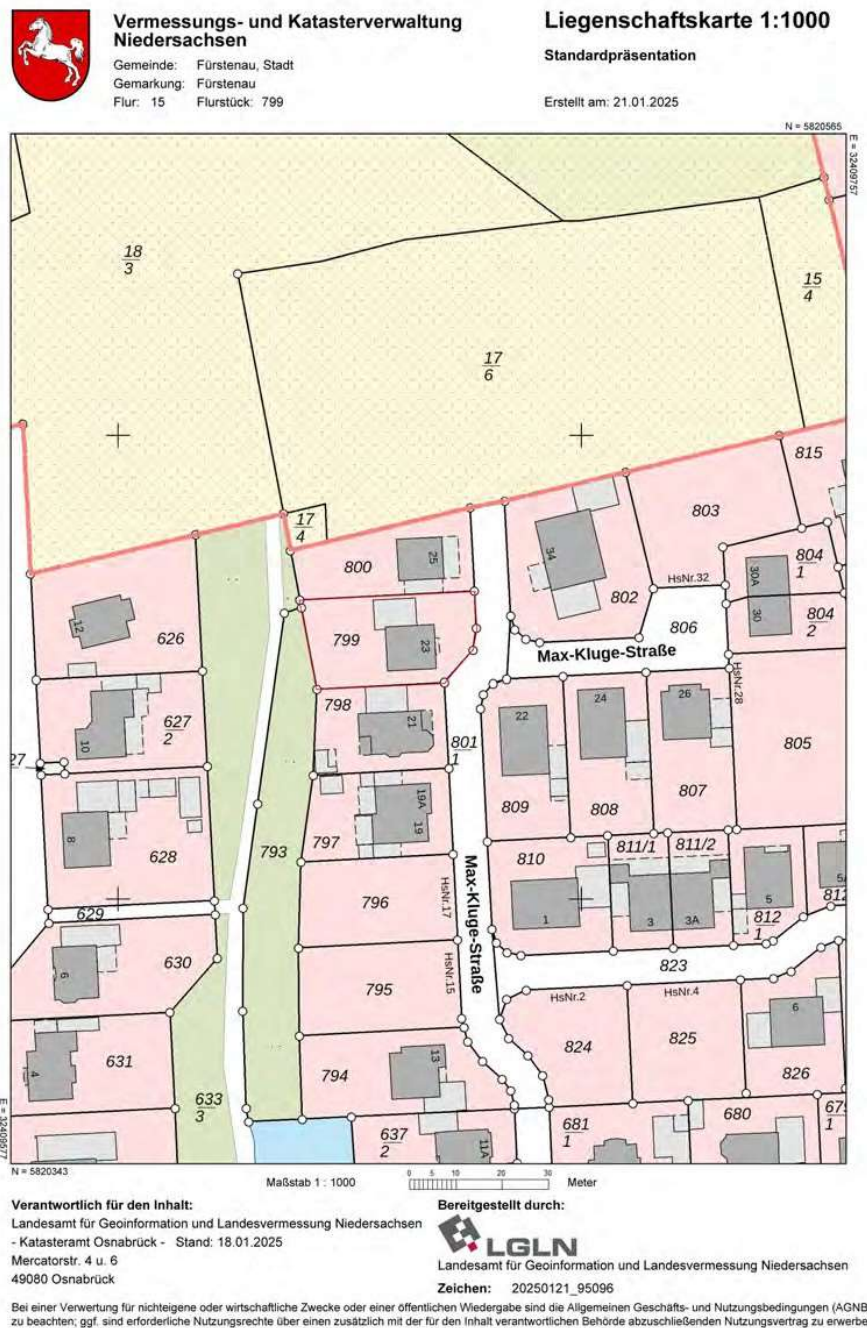 Vermessungs- und Katasterverwaltung
Niedersachsen
Gemeinde: Fürstenau, Stadt
Gemarkung: Fürstenau
Flur: 15 Flurstück: 799
Liegenschaftskarte 1:1000
Standardpräsentation
Erstellt am: 21.01.2025
N = 5820565
E = 32409757
18
3
15
4
17
6
815
803
17
4
800
25
34
HsNr.32
30A
804
1
802
12
626
799
23
806
30
804
2
Max-Kluge-Straße
798
627
2
10
21
801
1
22
24
26
HsNr.28
805
27
19A
809
808
807
8
628
793
797
19
810
811/1
811/2
Max-Kluge-Straße
796
HsNr.17
5
5A
629
1
3
3A
812
1
812
6
630
795
HsNr.15
823
HsNr.2
HsNr.4
6
4
631
794
13
824
825
826
633
3
637
2
11A
681
1
680
679
1
E = 32409577
N = 5820343
Maßstab 1 : 1000
0 5 10 20 30 Meter
Verantwortlich für den Inhalt:
Landesamt für Geoinformation und Landesvermessung Niedersachsen
- Katasteramt Osnabrück - Stand: 18.01.2025
Mercatorstr. 4 u. 6
49080 Osnabrück
Bereitgestellt durch:
LGLN
Landesamt für Geoinformation und Landesvermessung Niedersachsen
Zeichen: 20250121_95096
Bei einer Verwertung für nichteigene oder wirtschaftliche Zwecke oder einer öffentlichen Wiedergabe sind die Allgemeinen Geschäfts- und Nutzungsbedingungen (AGNB
zu beachten; ggf. sind erforderliche Nutzungsrechte über einen zusätzlich mit der für den Inhalt verantwortlichen Behörde abzuschließenden Nutzungsvertrag zu erwerbe